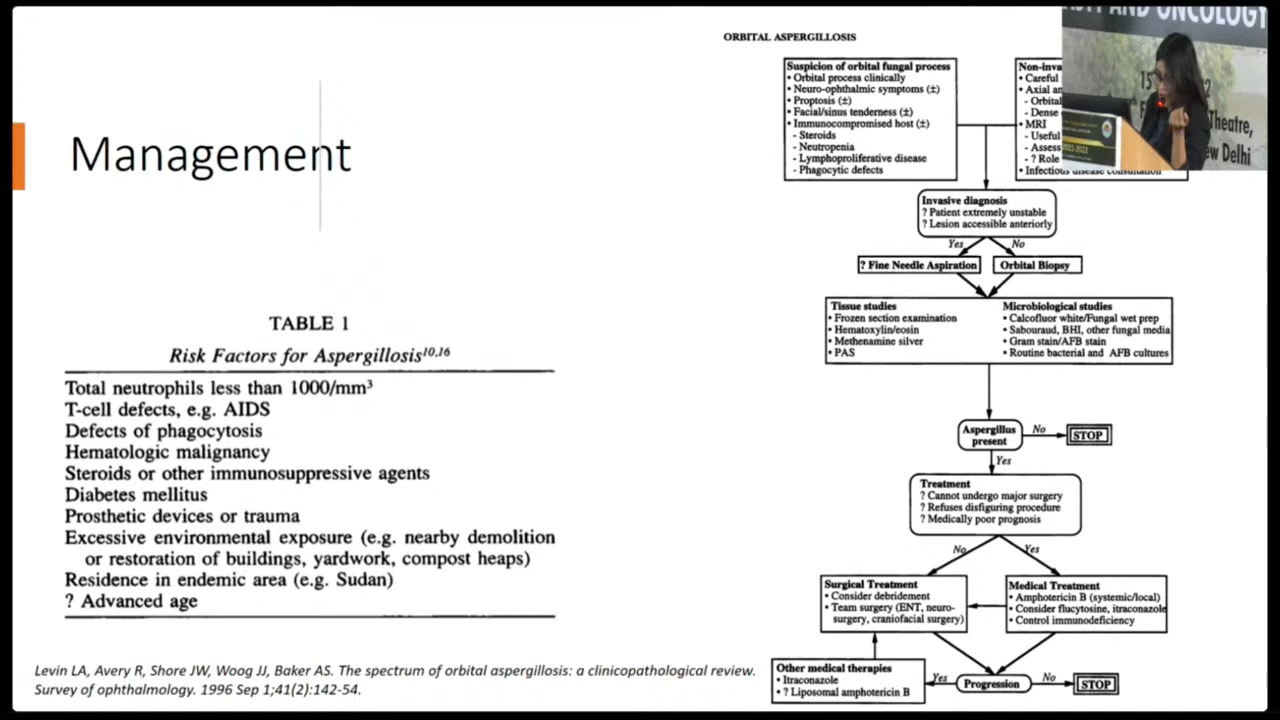 Management
TABLE 1
Risk Factors for Aspergillosis10,16
Total neutrophils less than 1000/mm³
T-cell defects, e.g. AIDS
Defects of phagocytosis
Hematologic malignancy
Steroids or other immunosuppressive agents
Diabetes mellitus
Prosthetic devices or trauma
Excessive environmental exposure (e.g. nearby demolition
or restoration of buildings, yardwork, compost heaps)
Residence in endemic area (e.g. Sudan)
? Advanced age
Levin LA, Avery R, Shore JW, Woog JJ, Baker AS. The spectrum of orbital aspergillosis: a clinicopathological review.
Survey of ophthalmology. 1996 Sep 1;41(2):142-54.
ORBITAL ASPERGILLOSIS
Suspicion of orbital fungal process
• Orbital process clinically
• Neuro-ophthalmic symptoms (±)
• Proptosis (±)
• Facial/sinus tenderness (±)
• Immunocompromised host (±)
- Steroids
- Neutropenia
- Lymphoproliferative disease
- Phagocytic defects
• Careful
• Axial
- Orbital
- Dense
• MRI
- Useful
- Assess
- ? Role
• Infectious disease consultation
AND ONCOLOGY
Theatre,
Delhi
2021-2022
Invasive diagnosis
? Patient extremely unstable
? Lesion accessible anteriorly
Yes
No
? Fine Needle Aspiration
Orbital Biopsy
Tissue studies
• Frozen section examination
• Hematoxylin/eosin
• Methenamine silver
• PAS
Microbiological studies
• Calcofluor white/Fungal wet prep
• Sabouraud, BHI, other fungal media
• Gram stain/AFB stain
• Routine bacterial and AFB cultures
Aspergillus
present
No
STOP
Yes
Treatment
? Cannot undergo major surgery
? Refuses disfiguring procedure
? Medically poor prognosis
No
Yes
Surgical Treatment
• Consider debridement
• Team surgery (ENT, neuro-
surgery, craniofacial surgery)
Medical Treatment
• Amphotericin B (systemic/local)
• Consider flucytosine, itraconazole
• Control immunodeficiency
Other medical therapies
• Itraconazole
• ? Liposomal amphotericin B
Yes
Progression
No
STOP